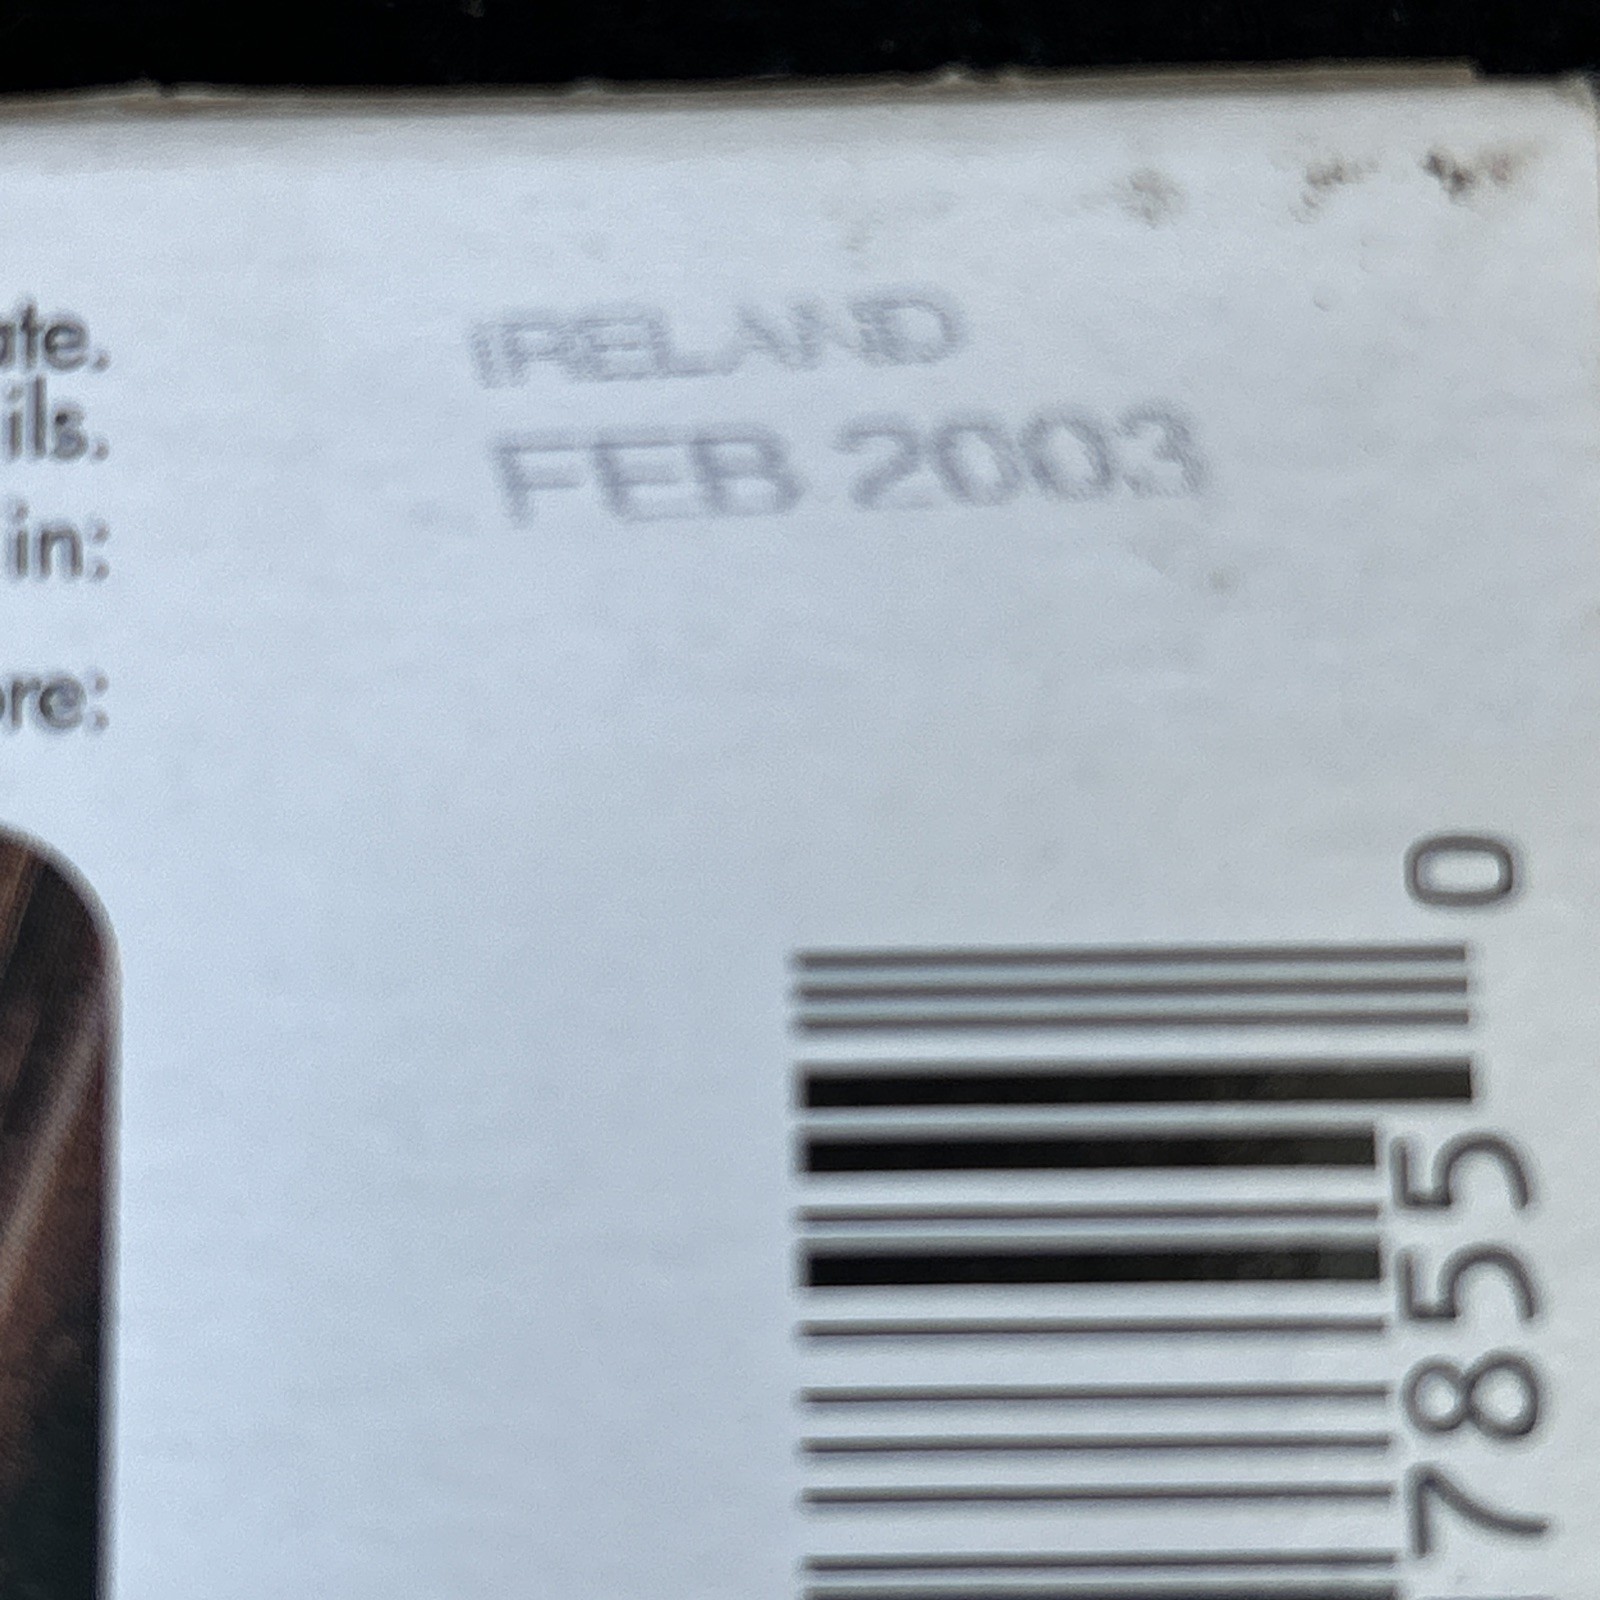 ate.
ils.
in:
ore:
IRELAND
FEB 2003
0
7855